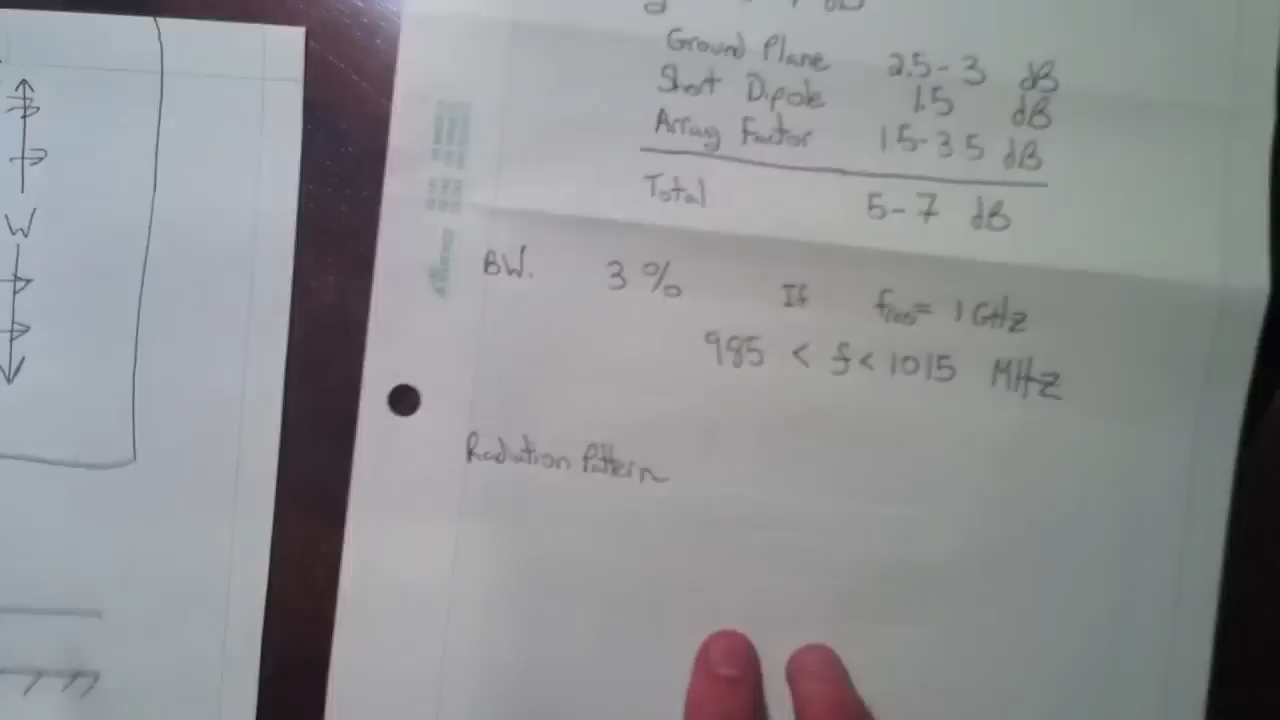 dB
Ground Plane 2.5-3 dB
Short Dipole 1.5 dB
Array Factor 1.5-3.5 dB
Total 5-7 dB
BW. 3% If fres= 1 GHz
985 < f < 1015 MHz
Radiation Pattern
W